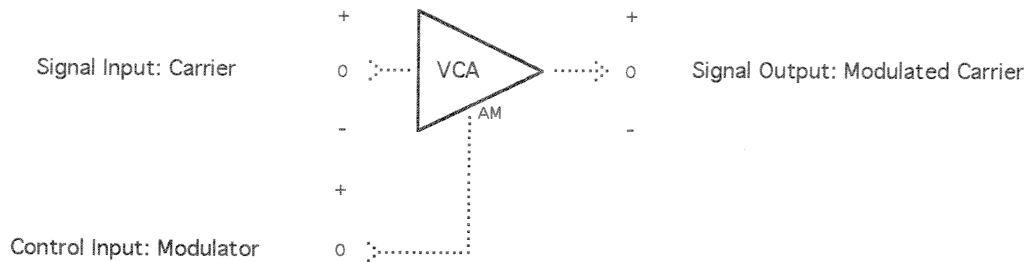 + +
Signal Input: Carrier 0 VCA 0 Signal Output: Modulated Carrier
AM
- -
+
Control Input: Modulator 0